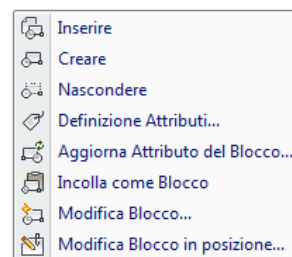 Inserire
Creare
Nascondere
Definizione Attributi...
Aggiorna Attributo del Blocco...
Incolla come Blocco
Modifica Blocco...
Modifica Blocco in posizione...